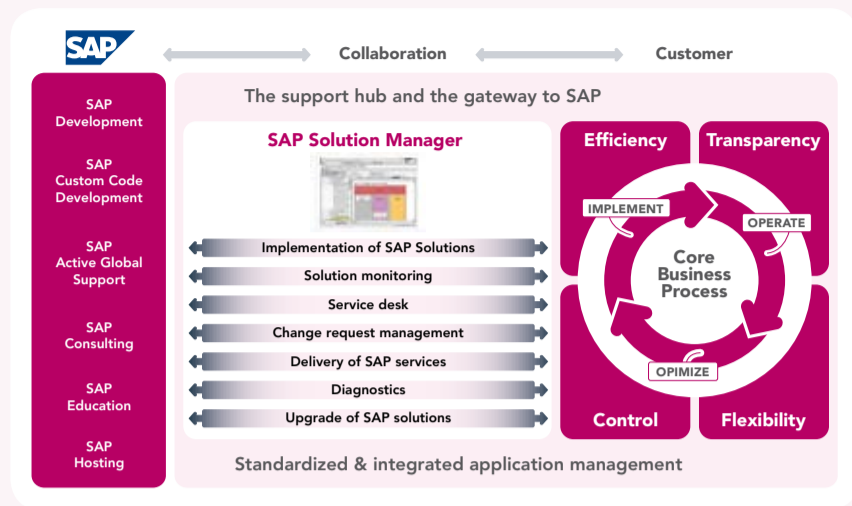 SAP
Collaboration
Customer
SAP
Development
SAP
Custom Code
Development
SAP
Active Global
Support
SAP
Consulting
SAP
Education
SAP
Hosting
The support hub and the gateway to SAP
SAP Solution Manager
Implementation of SAP Solutions
Solution monitoring
Service desk
Change request management
Delivery of SAP services
Diagnostics
Upgrade of SAP solutions
Efficiency
Transparency
IMPLEMENT
OPERATE
Core
Business
Process
OPIMIZE
Control
Flexibility
Standardized & integrated application management